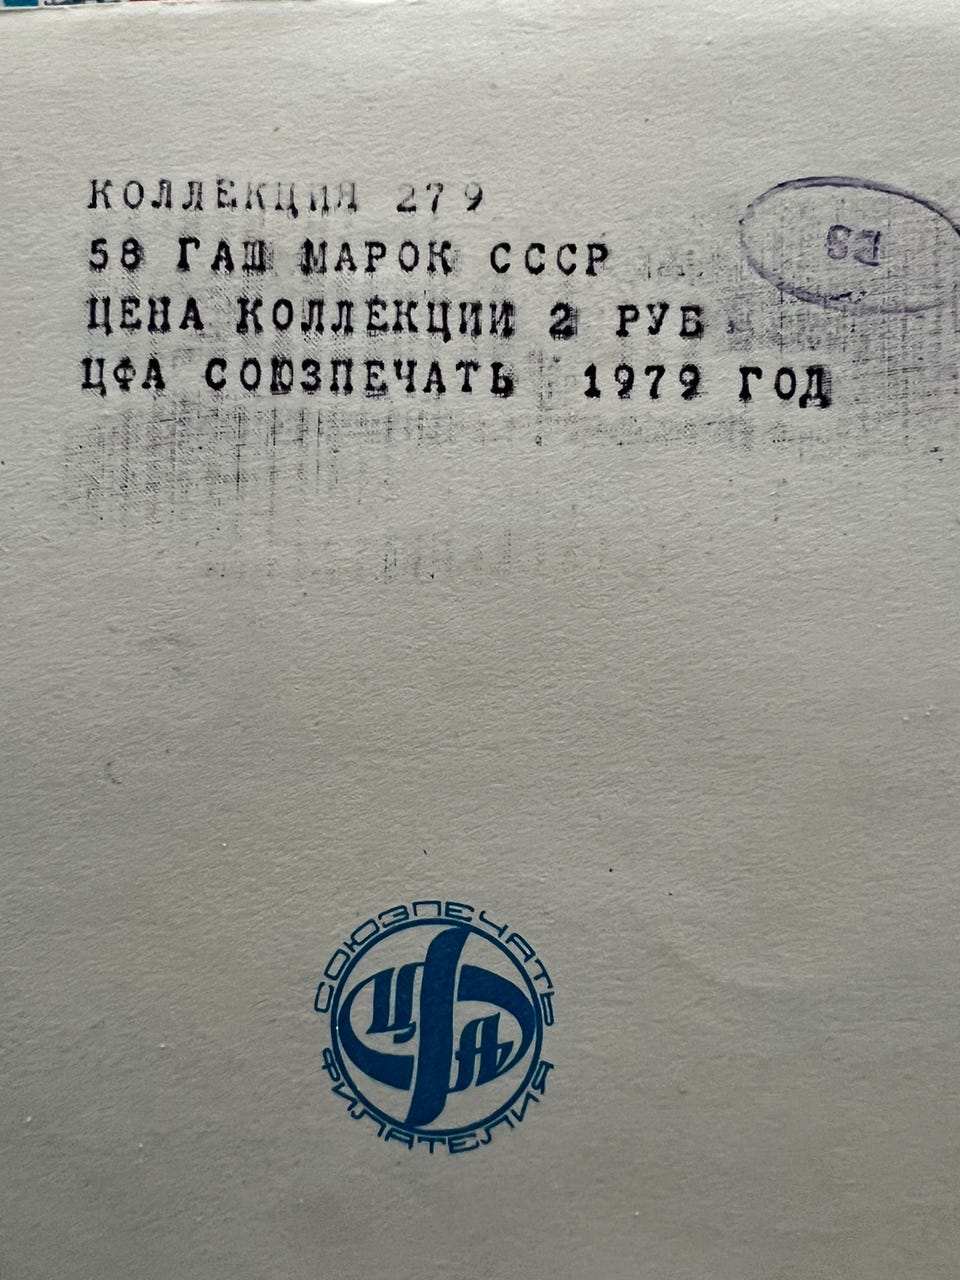 КОЛЛЕКЦИЯ 279
58 ГАШ МАРОК СССР
ЦЕНА КОЛЛЕКЦИИ 2 РУБ
ЦФА СОЮЗПЕЧАТЬ 1979 ГОД
СОЮЗПЕЧАТЬ
ЦФА
ФИЛАТЕЛИЯ